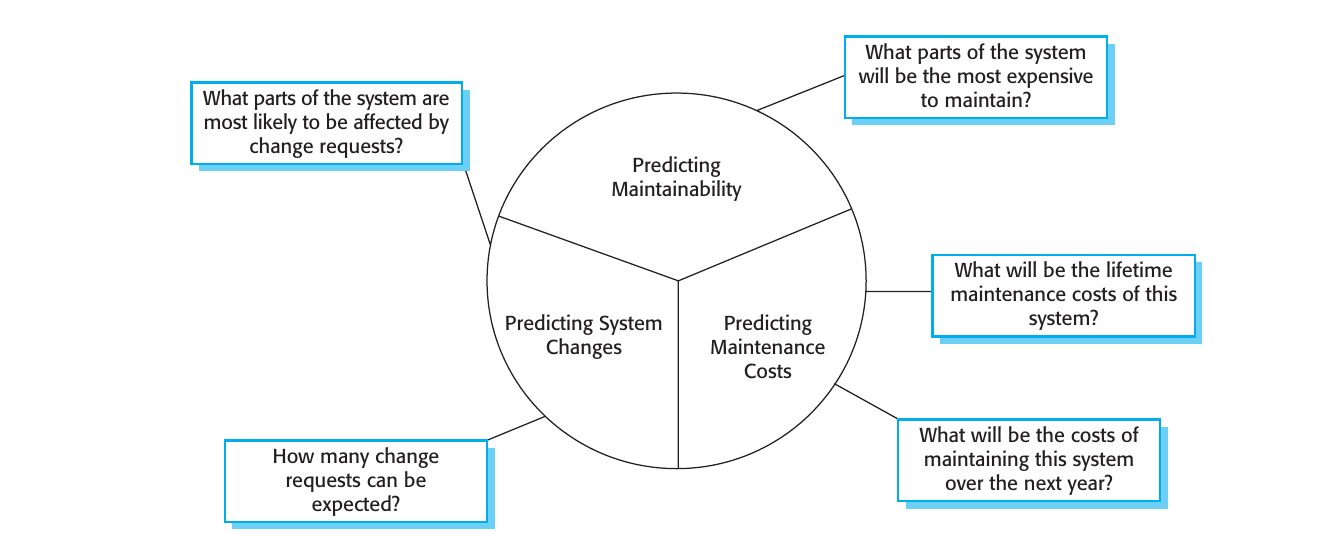 What parts of the system
will be the most expensive
to maintain?
What parts of the system are
most likely to be affected by
change requests?
Predicting
Maintainability
What will be the lifetime
maintenance costs of this
system?
Predicting System
Changes
Predicting
Maintenance
Costs
What will be the costs of
maintaining this system
over the next year?
How many change
requests can be
expected?